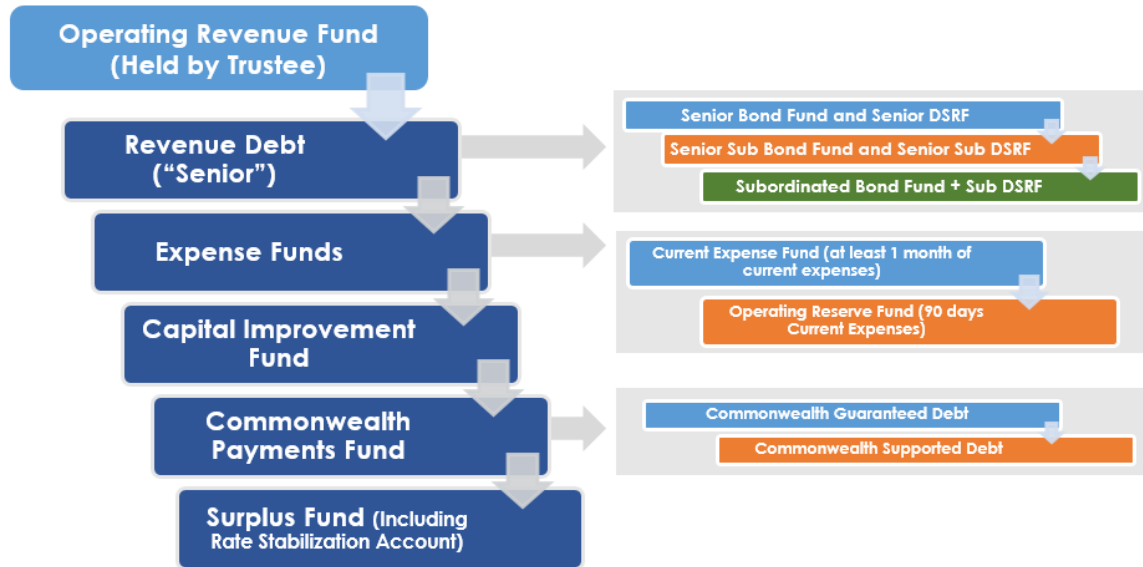 Operating Revenue Fund
(Held by Trustee)
Revenue Debt
(“Senior”)
Senior Bond Fund and Senior DSRF
Senior Sub Bond Fund and Senior Sub DSRF
Subordinated Bond Fund + Sub DSRF
Expense Funds
Current Expense Fund (at least 1 month of
current expenses)
Operating Reserve Fund (90 days
Current Expenses)
Capital Improvement
Fund
Commonwealth
Payments Fund
Commonwealth Guaranteed Debt
Commonwealth Supported Debt
Surplus Fund (Including
Rate Stabilization Account)